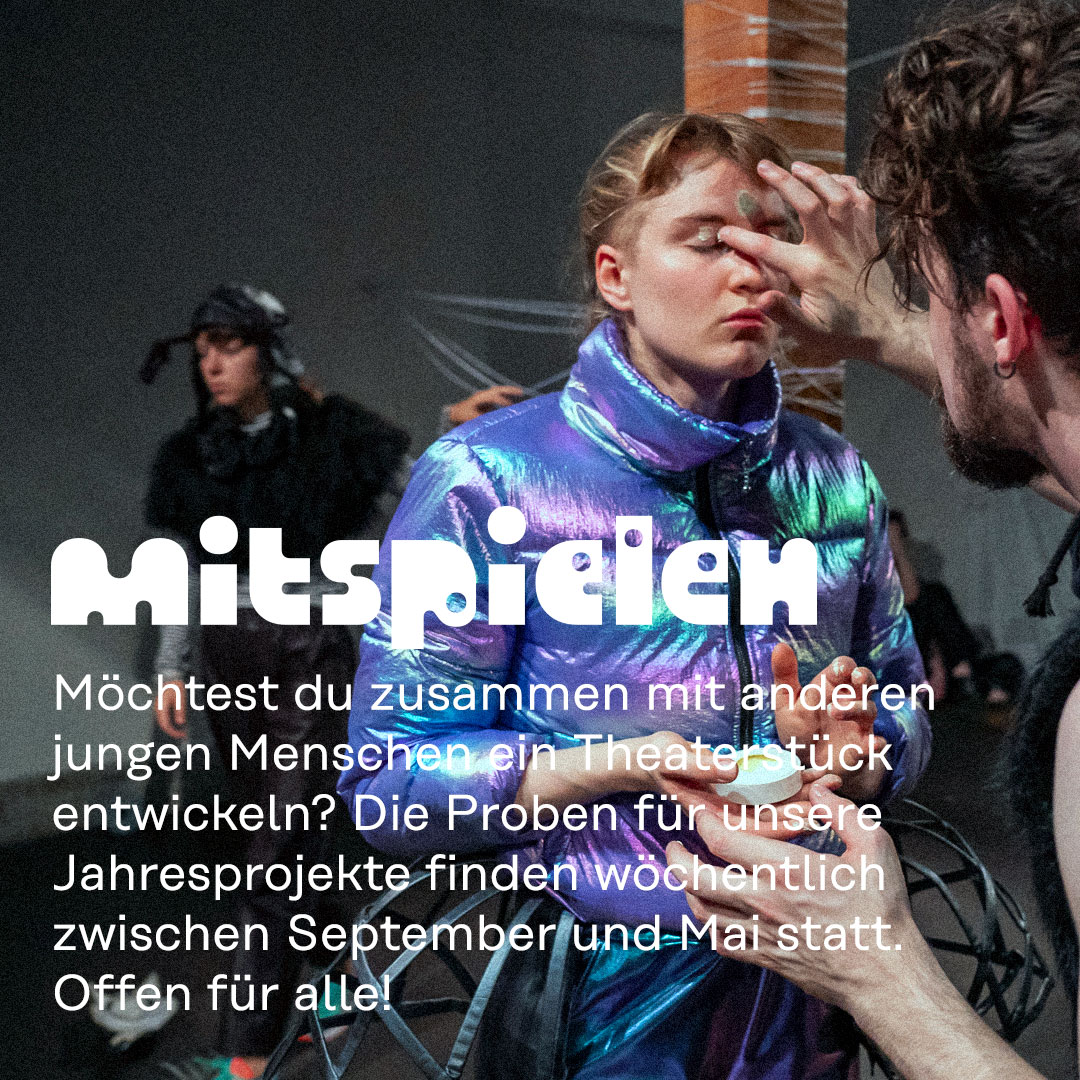 mitspielen
Möchtest du zusammen mit anderen
jungen Menschen ein Theaterstück
entwickeln? Die Proben für unsere
Jahresprojekte finden wöchentlich
zwischen September und Mai statt.
Offen für alle!